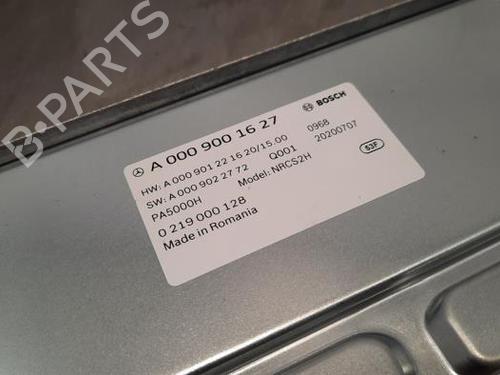 B-PARTS
A 000 900 16 27
BOSCH
HW: A 000 901 22 16 20/15.00
0968
SW: A 000 902 27 72
Q001
20200707
PA5000H
Model: NRCS2H
53F
0 219 000 128
Made in Romania